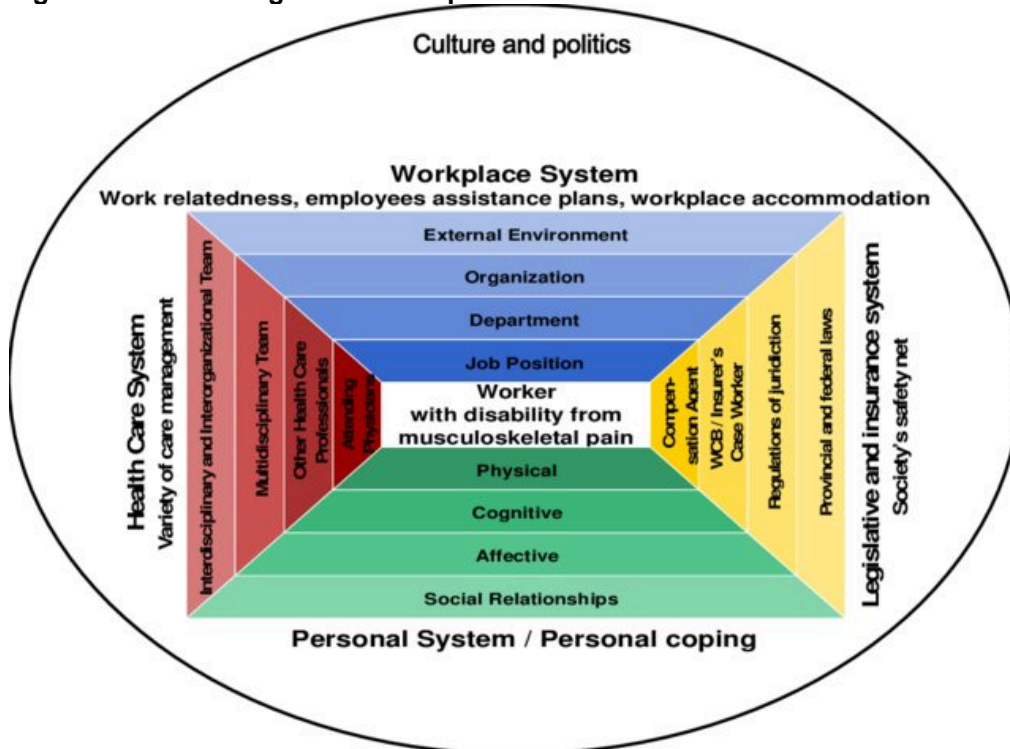 Culture and politics
Workplace System
Work relatedness, employees assistance plans, workplace accommodation
External Environment
Organization
Department
Job Position
Health Care System
Variety of care management
Interdisciplinary and Interorganizational Team
Multidisciplinary Team
Other Health Care
Professionals
Attending
Physicians
Worker
with disability from
musculoskeletal pain
Compen-
sation Agent
WCB / Insurer's
Case Worker
Regulations of juridiction
Provincial and federal laws
Legislative and insurance system
Society's safety net
Physical
Cognitive
Affective
Social Relationships
Personal System / Personal coping